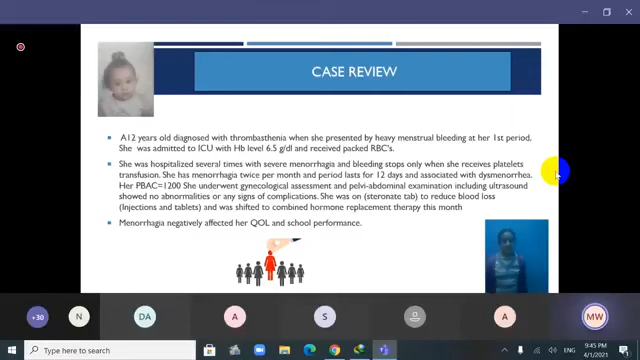 CASE REVIEW
A12 years old diagnosed with thrombasthenia when she presented by heavy menstrual bleeding at her 1st period,
She was admitted to ICU with Hb level 6.5 g/dl and received packed RBC's.
She was hospitalized several times with severe menorrhagia and bleeding stops only when she receives platelets
transfusion. She has menorrhagia twice per month and period lasts for 12 days and associated with dysmenorrhea.
Her PBAC=1200 She underwent gynecological assessment and pelvi-abdominal examination including ultrasound
showed no abnormalities or any signs of complications. She was on (steronate tab) to reduce blood loss
(Injections and tablets) and was shifted to combined hormone replacement therapy this month
Menorrhagia negatively affected her QOL and school performance.
+30
N
DA
A
S
A
MW
Type here to search
ENG
9:45 PM
4/1/2021